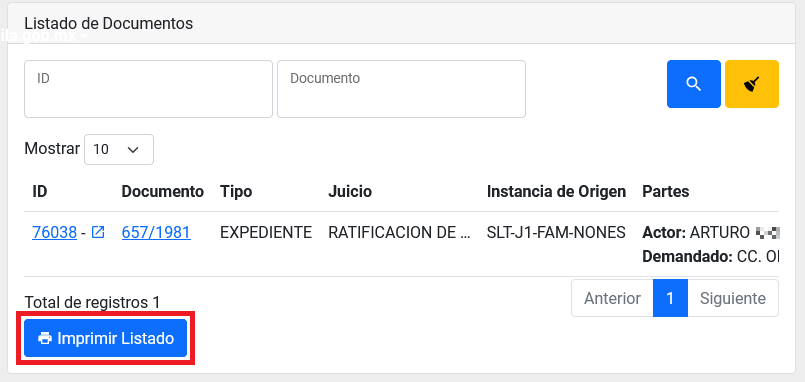 Listado de Documentos
ID
Documento
Mostrar 10
ID Documento Tipo Juicio Instancia de Origen Partes
76038 - 657/1981 EXPEDIENTE RATIFICACION DE ... SLT-J1-FAM-NONES Actor: ARTURO
Demandado: CC. O
Total de registros 1
Anterior 1 Siguiente
Imprimir Listado